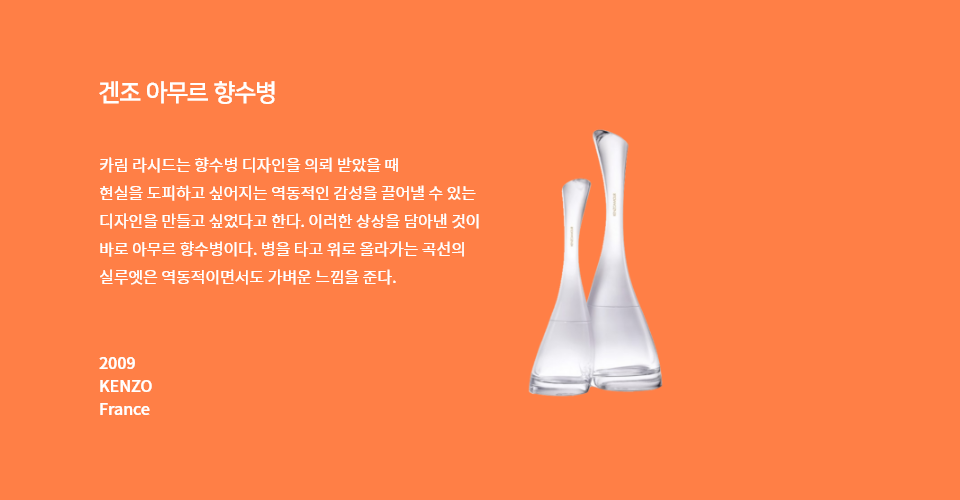 겐조 아무르 향수병
카림 라시드는 향수병 디자인을 의뢰 받았을 때
현실을 도피하고 싶어지는 역동적인 감성을 끌어낼 수 있는
디자인을 만들고 싶었다고 한다. 이러한 상상을 담아낸 것이
바로 아무르 향수병이다. 병을 타고 위로 올라가는 곡선의
실루엣은 역동적이면서도 가벼운 느낌을 준다.
2009
KENZO
France